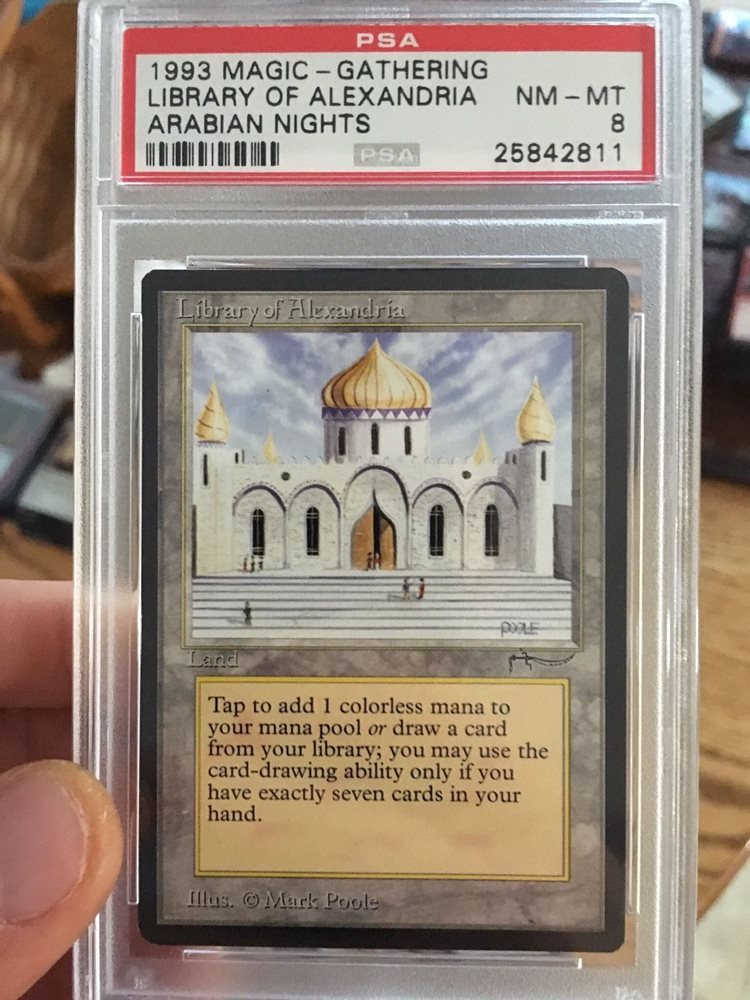 PSA
1993 MAGIC – GATHERING
LIBRARY OF ALEXANDRIA NM – MT
ARABIAN NIGHTS 8
PSA 25842811
Library of Alexandria
POOLE
Land
Tap to add 1 colorless mana to
your mana pool or draw a card
from your library; you may use the
card-drawing ability only if you
have exactly seven cards in your
hand.
Illus. © Mark Poole